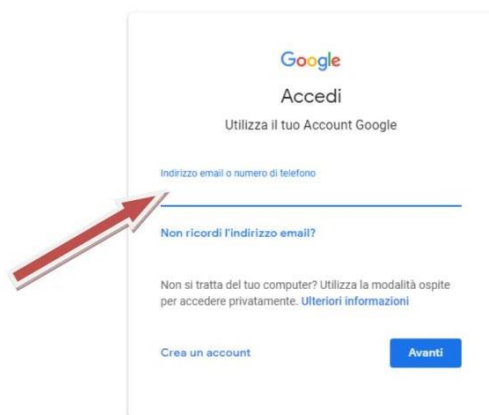 Google
Accedi
Utilizza il tuo Account Google
Indirizzo email o numero di telefono
Non ricordi l'indirizzo email?
Non si tratta del tuo computer? Utilizza la modalità ospite
per accedere privatamente. Ulteriori informazioni
Crea un account
Avanti